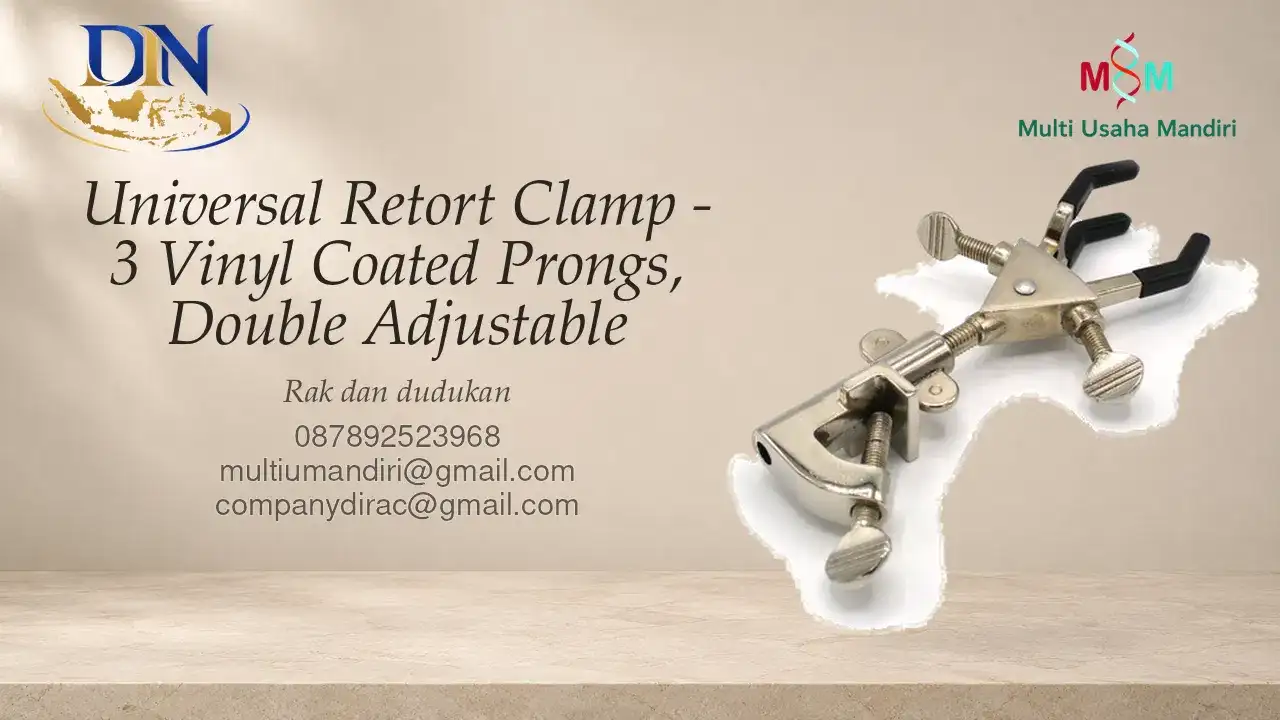 DIN
M M
Multi Usaha Mandiri
Universal Retort Clamp -
3 Vinyl Coated Prongs,
Double Adjustable
Rak dan dudukan
087892523968
multiumandiri@gmail.com
companydirac@gmail.com